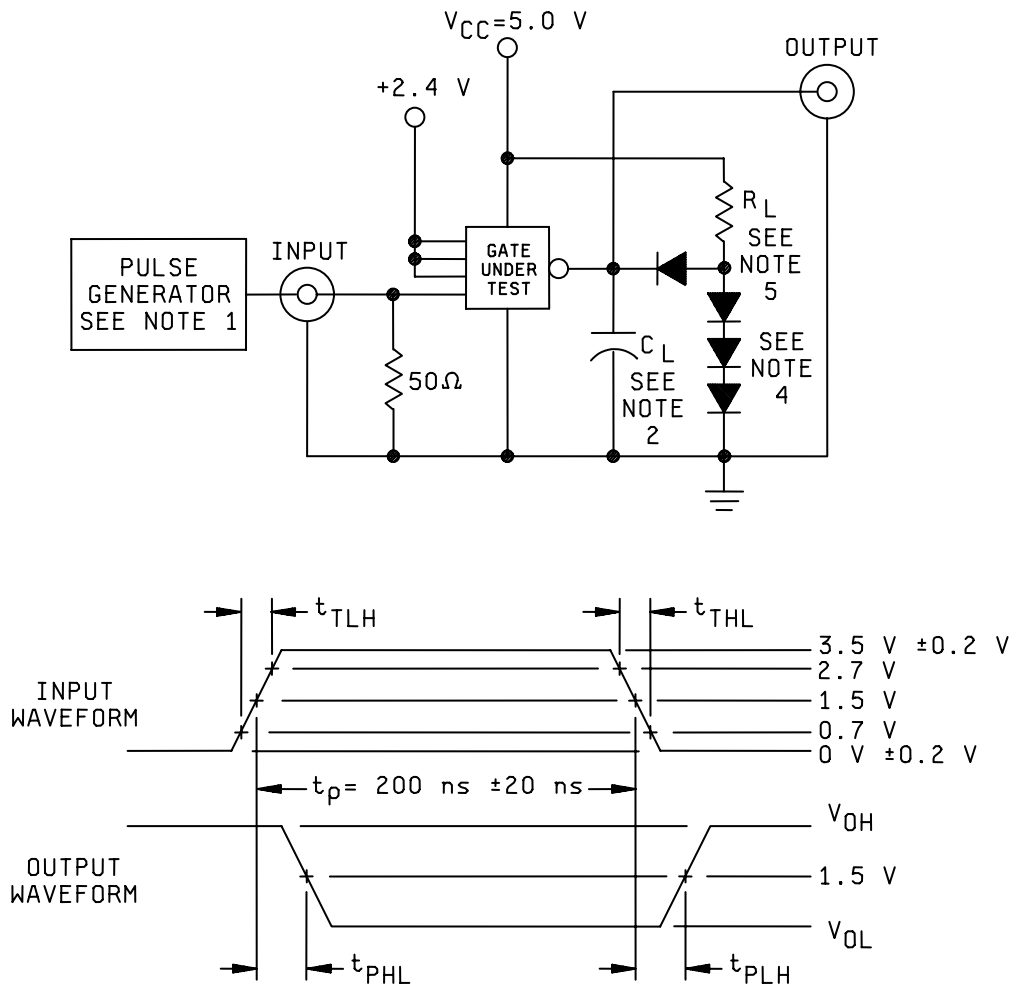 V_CC=5.0 V
OUTPUT
+2.4 V
R_L
SEE
NOTE
5
INPUT
GATE
UNDER
TEST
PULSE
GENERATOR
SEE NOTE 1
SEE
NOTE
4
C_L
SEE
NOTE
2
50Ω
t_TLH
t_THL
3.5 V ±0.2 V
2.7 V
INPUT
WAVEFORM
1.5 V
0.7 V
0 V ±0.2 V
t_p= 200 ns ±20 ns
V_OH
OUTPUT
WAVEFORM
1.5 V
V_OL
t_PHL
t_PLH